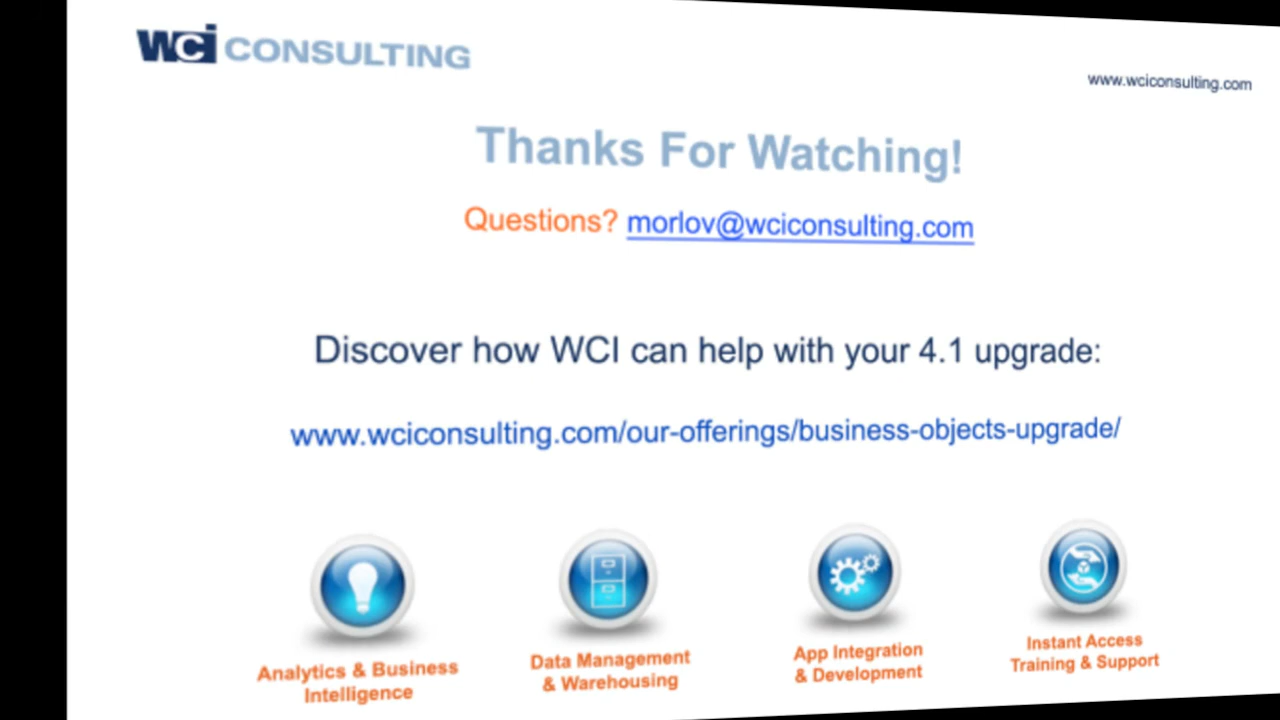 WCi CONSULTING
www.wciconsulting.com
Thanks For Watching!
Questions? morlov@wciconsulting.com
Discover how WCI can help with your 4.1 upgrade:
www.wciconsulting.com/our-offerings/business-objects-upgrade/
Analytics & Business
Intelligence
Data Management
& Warehousing
App Integration
& Development
Instant Access
Training & Support